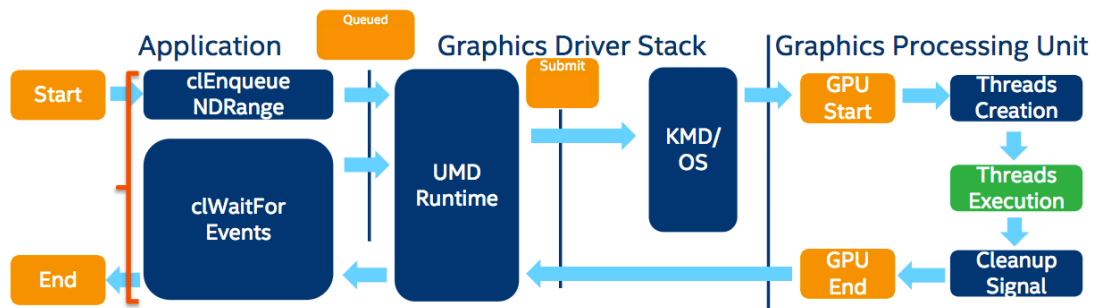 Queued
Application
Graphics Driver Stack
Graphics Processing Unit
Submit
Start
clEnqueue
NDRange
GPU
Start
Threads
Creation
KMD/
OS
UMD
Runtime
clWaitFor
Events
Threads
Execution
End
GPU
End
Cleanup
Signal